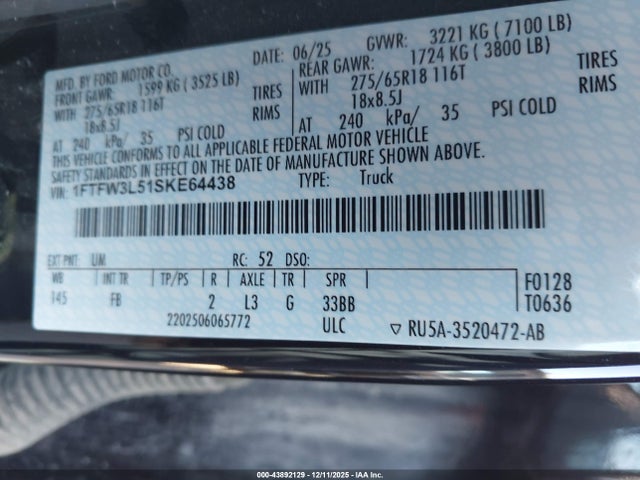 MFD. BY FORD MOTOR CO. DATE: 06/25 GVWR: 3221 KG ( 7100 LB)
FRONT GAWR: 1599 KG ( 3525 LB) REAR GAWR: 1724 KG ( 3800 LB)
WITH 275/65R18 116T TIRES WITH 275/65R18 116T TIRES
18x8.5J RIMS 18x8.5J RIMS
AT 240 kPa/ 35 PSI COLD AT 240 kPa/ 35 PSI COLD
THIS VEHICLE CONFORMS TO ALL APPLICABLE FEDERAL MOTOR VEHICLE
SAFETY STANDARDS IN EFFECT ON THE DATE OF MANUFACTURE SHOWN ABOVE.
VIN: 1FTFW3L51SKE64438 TYPE: Truck
EXT PNT: UM RC: 52 DSO:
WB INT TR TP/PS R AXLE TR SPR F0128
145 FB 2 L3 G 33BB T0636
2202506065772 ULC ▽ RU5A-3520472-AB
000-43892129 - 12/11/2025 - IAA Inc.